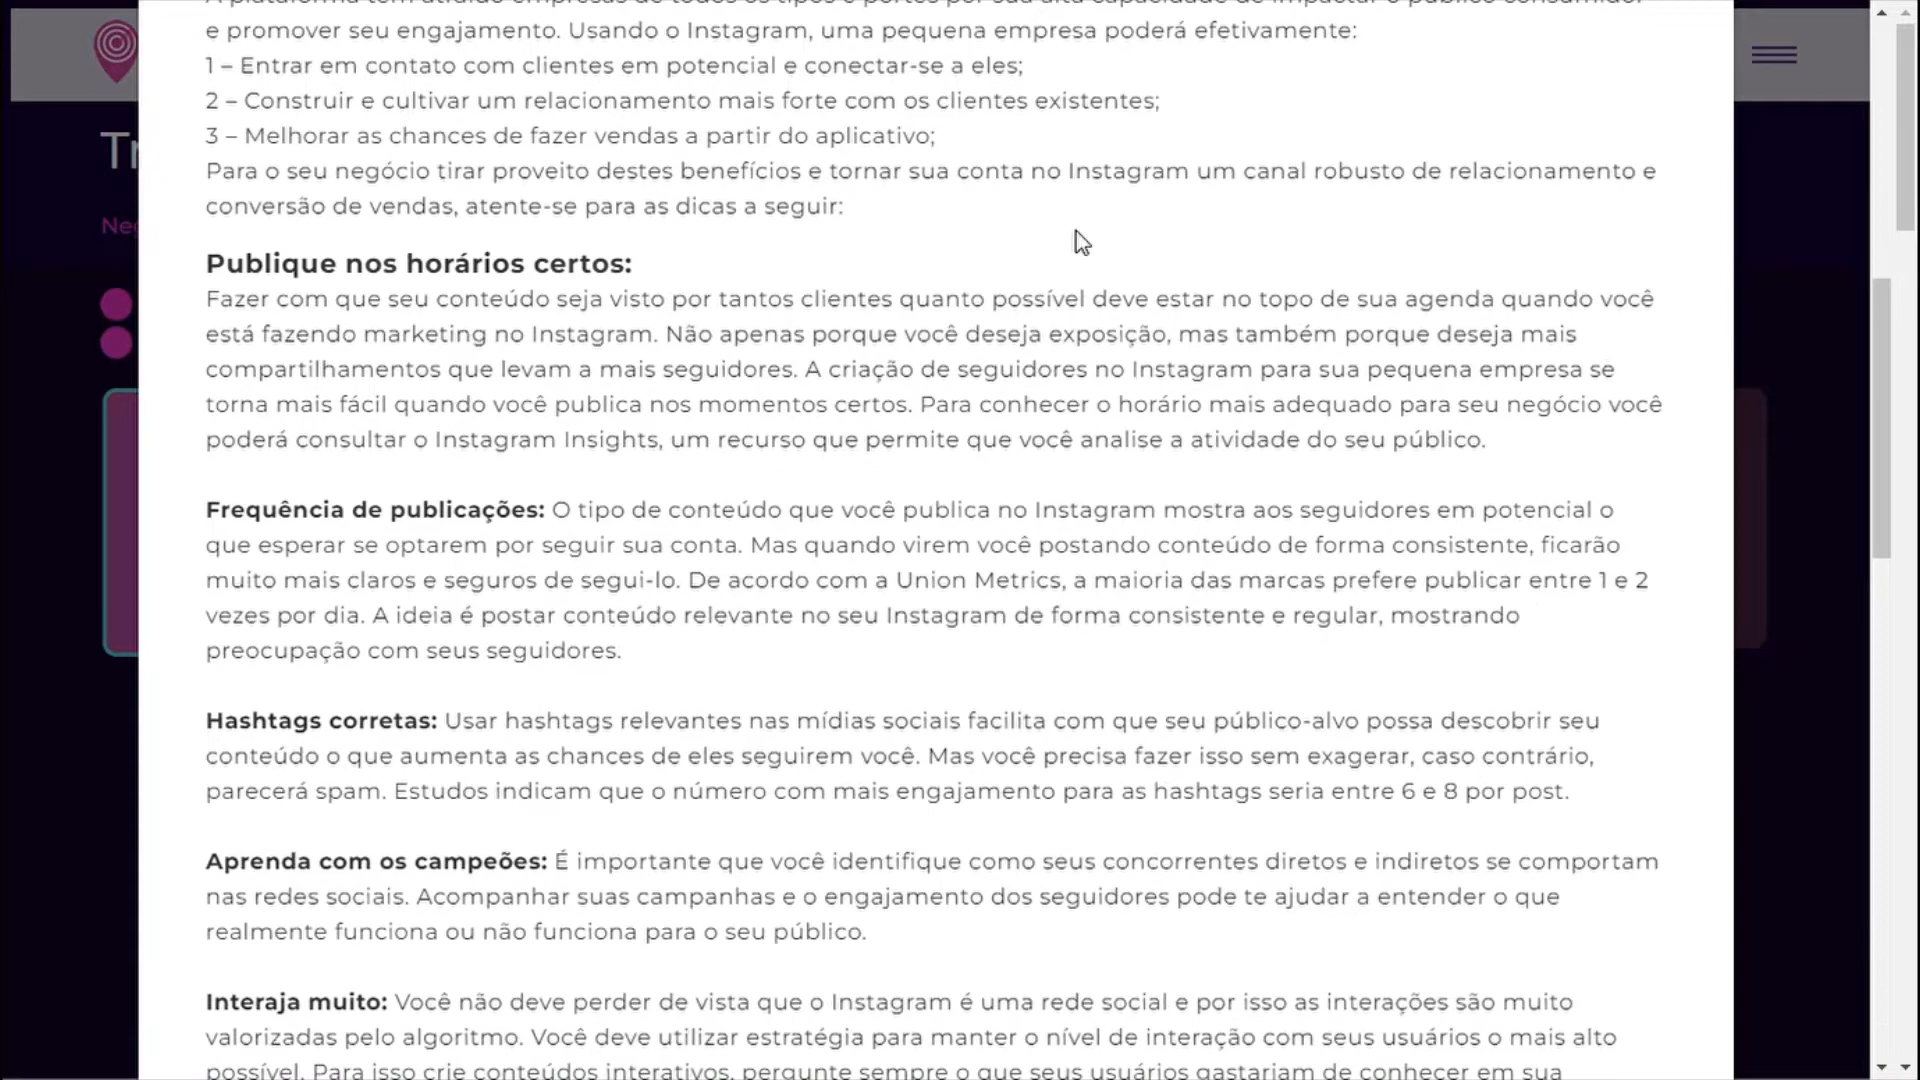 A plataforma tem atraído empresas de todos os tipos e portes por sua alta capacidade de impactar o público consumidor
e promover seu engajamento. Usando o Instagram, uma pequena empresa poderá efetivamente:
1 – Entrar em contato com clientes em potencial e conectar-se a eles;
2 – Construir e cultivar um relacionamento mais forte com os clientes existentes;
3 – Melhorar as chances de fazer vendas a partir do aplicativo;
Para o seu negócio tirar proveito destes benefícios e tornar sua conta no Instagram um canal robusto de relacionamento e
conversão de vendas, atente-se para as dicas a seguir:
Publique nos horários certos:
Fazer com que seu conteúdo seja visto por tantos clientes quanto possível deve estar no topo de sua agenda quando você
está fazendo marketing no Instagram. Não apenas porque você deseja exposição, mas também porque deseja mais
compartilhamentos que levam a mais seguidores. A criação de seguidores no Instagram para sua pequena empresa se
torna mais fácil quando você publica nos momentos certos. Para conhecer o horário mais adequado para seu negócio você
poderá consultar o Instagram Insights, um recurso que permite que você analise a atividade do seu público.
Frequência de publicações: O tipo de conteúdo que você publica no Instagram mostra aos seguidores em potencial o
que esperar se optarem por seguir sua conta. Mas quando virem você postando conteúdo de forma consistente, ficarão
muito mais claros e seguros de segui-lo. De acordo com a Union Metrics, a maioria das marcas prefere publicar entre 1 e 2
vezes por dia. A ideia é postar conteúdo relevante no seu Instagram de forma consistente e regular, mostrando
preocupação com seus seguidores.
Hashtags corretas: Usar hashtags relevantes nas mídias sociais facilita com que seu público-alvo possa descobrir seu
conteúdo o que aumenta as chances de eles seguirem você. Mas você precisa fazer isso sem exagerar, caso contrário,
parecerá spam. Estudos indicam que o número com mais engajamento para as hashtags seria entre 6 e 8 por post.
Aprenda com os campeões: É importante que você identifique como seus concorrentes diretos e indiretos se comportam
nas redes sociais. Acompanhar suas campanhas e o engajamento dos seguidores pode te ajudar a entender o que
realmente funciona ou não funciona para o seu público.
Interaja muito: Você não deve perder de vista que o Instagram é uma rede social e por isso as interações são muito
valorizadas pelo algoritmo. Você deve utilizar estratégia para manter o nível de interação com seus usuários o mais alto
possível. Para isso crie conteúdos interativos, pergunte sempre o que seus usuários gostariam de conhecer em sua